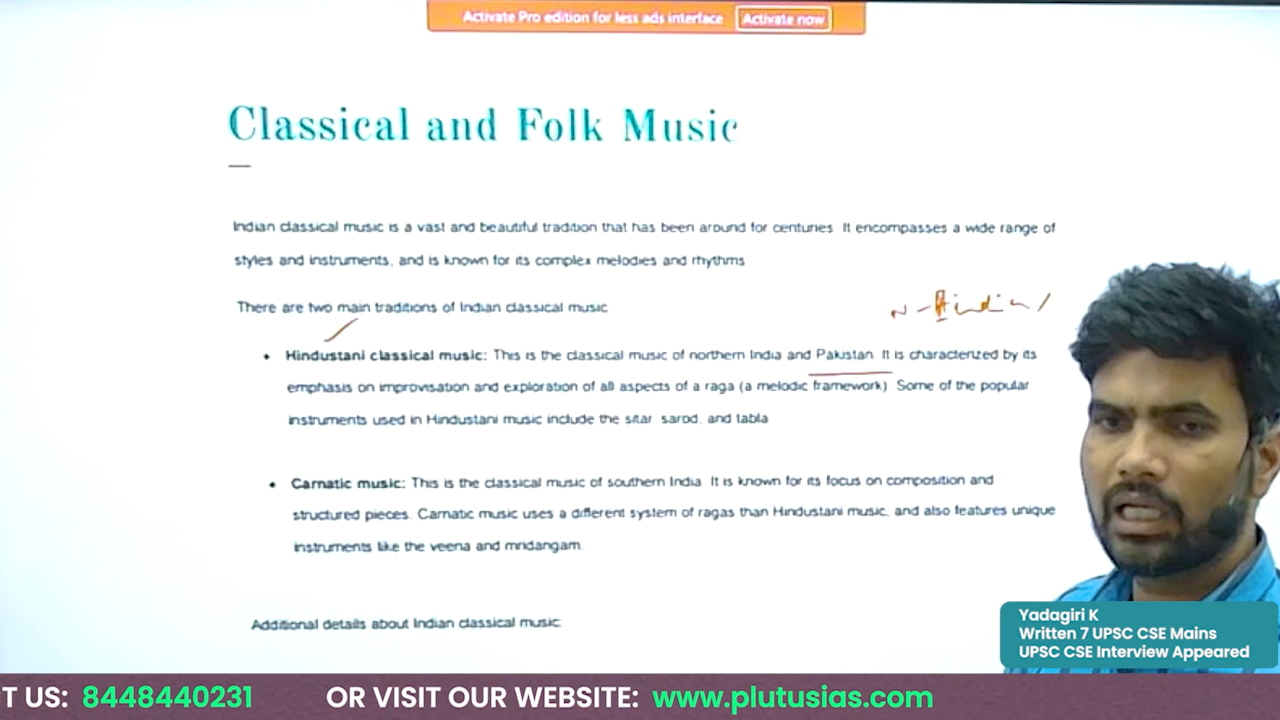 Activate Pro edition for less ads interface Activate now
Classical and Folk Music
Indian classical music is a vast and beautiful tradition that has been around for centuries. It encompasses a wide range of
styles and instruments, and is known for its complex melodies and rhythms
There are two main traditions of Indian classical music
• Hindustani classical music: This is the classical music of northern India and Pakistan. It is characterized by its
emphasis on improvisation and exploration of all aspects of a raga (a melodic framework). Some of the popular
instruments used in Hindustani music include the sitar, sarod, and tabla
• Carnatic music: This is the classical music of southern India. It is known for its focus on composition and
structured pieces. Carnatic music uses a different system of ragas than Hindustani music, and also features unique
instruments like the veena and mridangam.
Additional details about Indian classical music:
Yadagiri K
Written 7 UPSC CSE Mains
UPSC CSE Interview Appeared
T US: 8448440231 OR VISIT OUR WEBSITE: www.plutusias.com